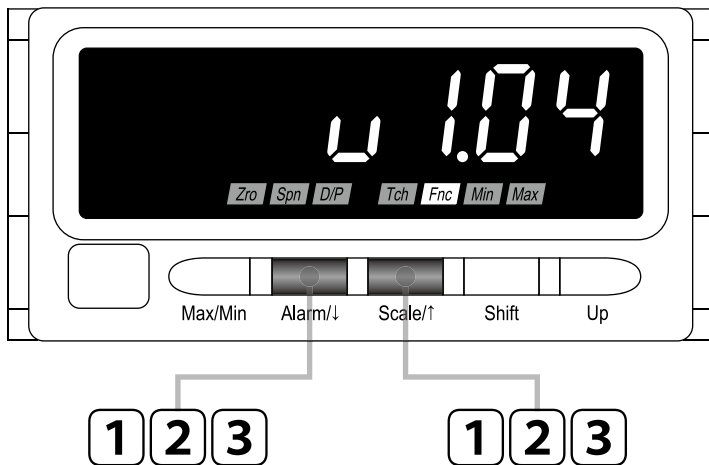 u 1.04
Zro Spn D/P Tch Fnc Min Max
Max/Min Alarm/↓ Scale/↑ Shift Up
1 2 3 1 2 3